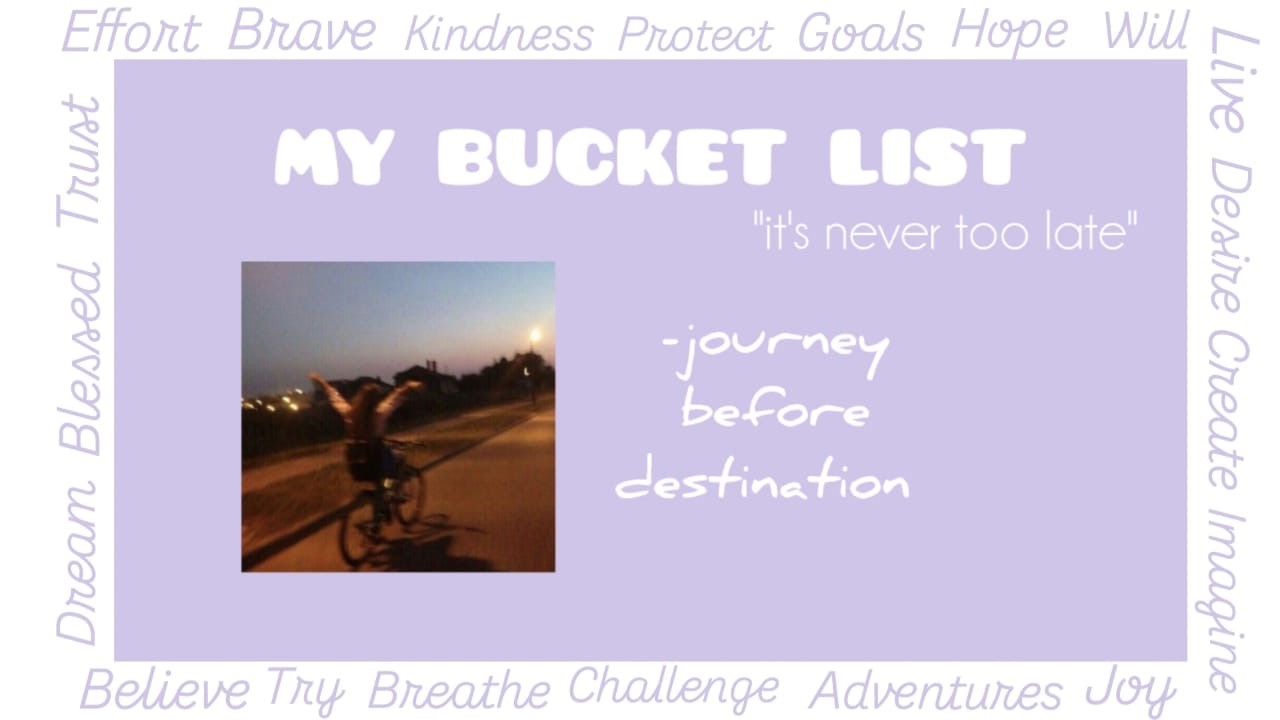 Effort Brave Kindness Protect Goals Hope Will
Live Desire Create Imagine
MY BUCKET LIST
"it's never too late"
-journey
before
destination
Dream Blessed Trust
Believe Try Breathe Challenge Adventures Joy